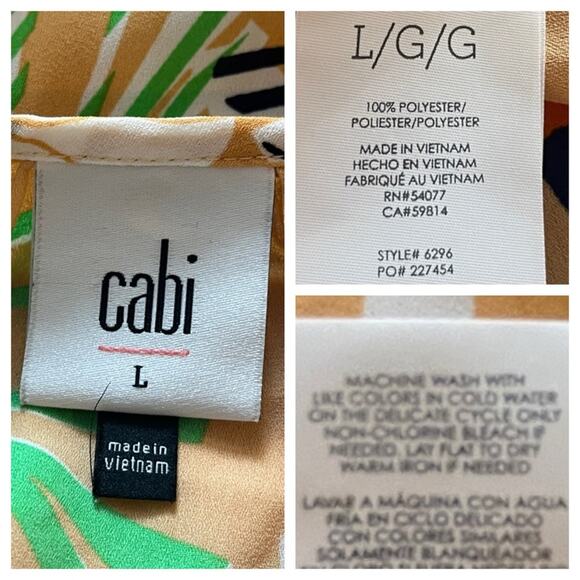 cabi
L
made in
vietnam
L/G/G
100% POLYESTER/
POLIESTER/POLYESTER
MADE IN VIETNAM
HECHO EN VIETNAM
FABRIQUÉ AU VIETNAM
RN#54077
CA#59814
STYLE# 6296
PO# 227454
MACHINE WASH WITH
LIKE COLORS IN COLD WATER
ON THE DELICATE CYCLE ONLY
NON-CHLORINE BLEACH IF
NEEDED. LAY FLAT TO DRY
WARM IRON IF NEEDED
LAVAR A MÁQUINA CON AGUA
FRÍA EN CICLO DELICADO
CON COLORES SIMILARES
SOLAMENTE BLANQUEADOR